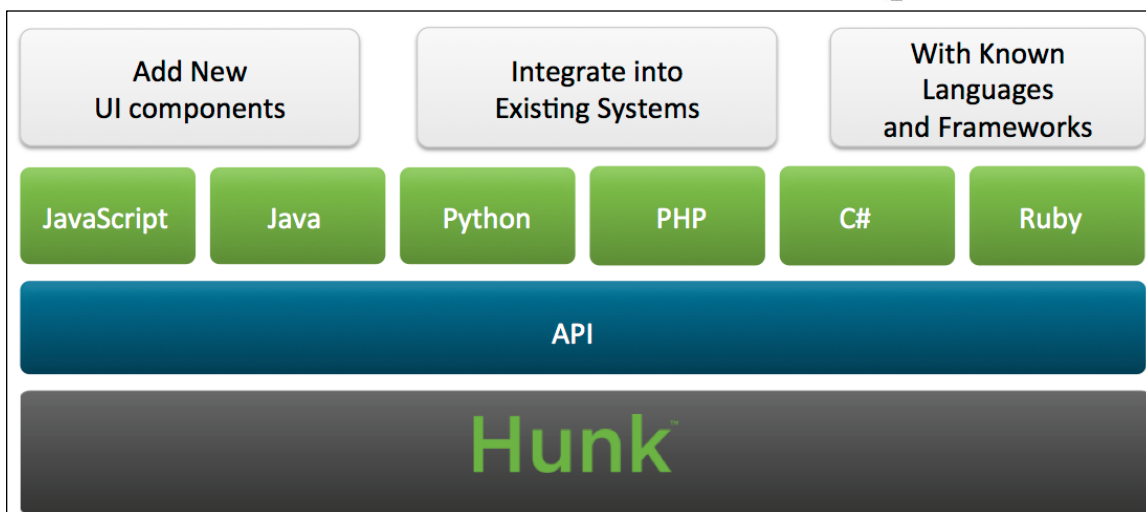 Add New
UI components
Integrate into
Existing Systems
With Known
Languages
and Frameworks
JavaScript
Java
Python
PHP
C#
Ruby
API
Hunk™